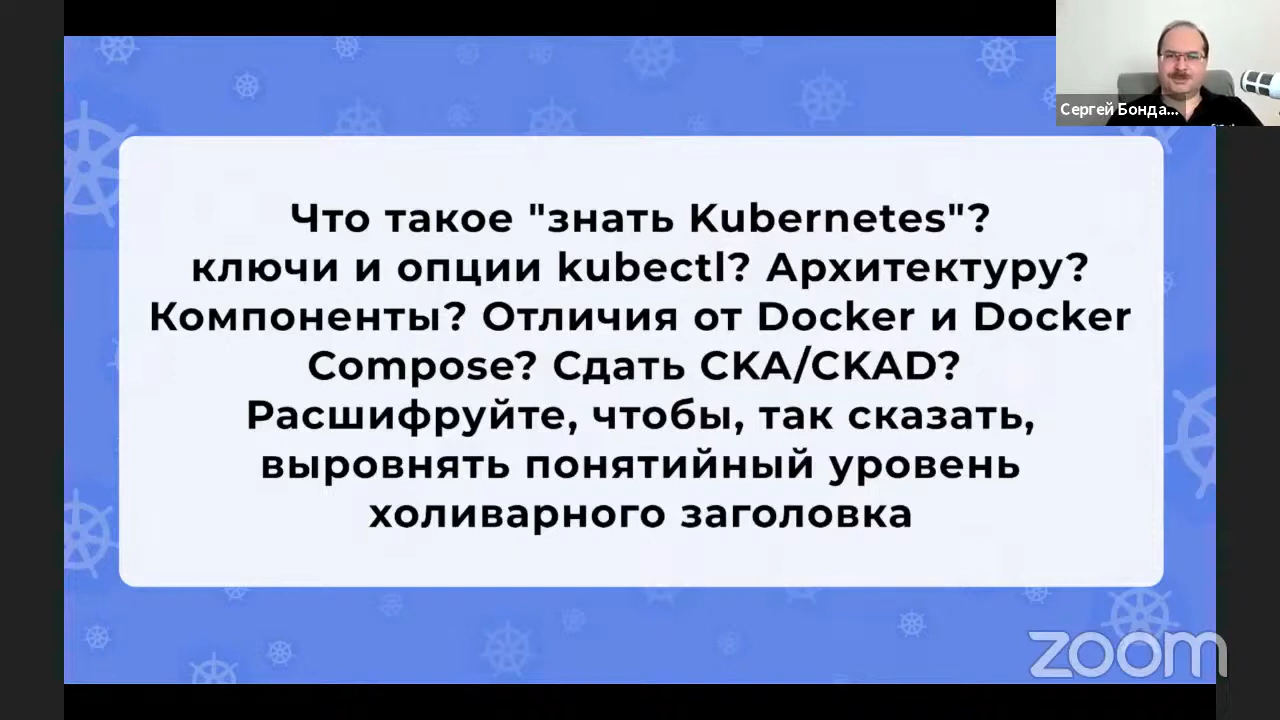 Сергей Бонда...
Что такое "знать Kubernetes"?
ключи и опции kubectl? Архитектуру?
Компоненты? Отличия от Docker и Docker
Compose? Сдать CKA/CKAD?
Расшифруйте, чтобы, так сказать,
выровнять понятийный уровень
холиварного заголовка
zoom